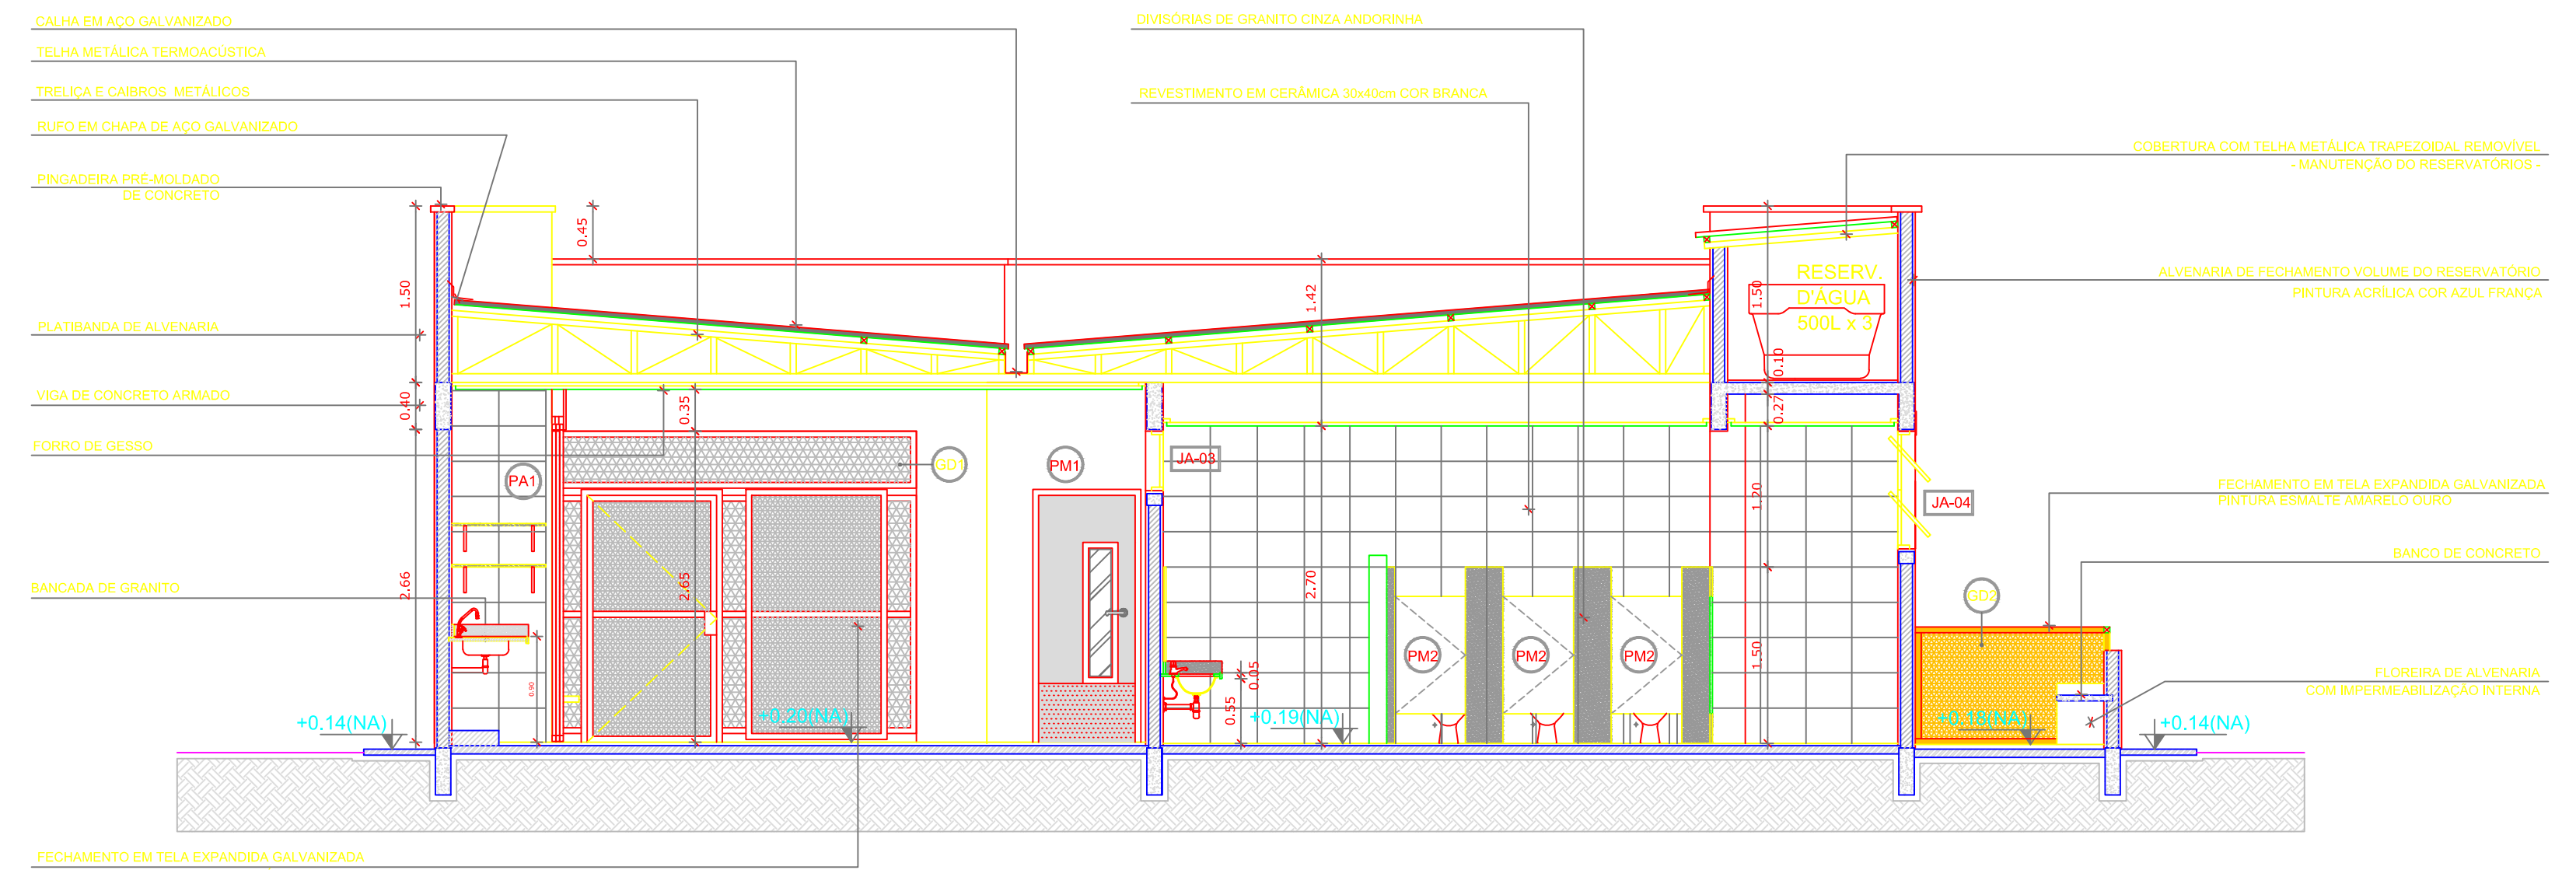 CALHA EM AÇO GALVANIZADO
TELHA METÁLICA TERMOACÚSTICA
TRELIÇA E CAIBROS METÁLICOS
RUFO EM CHAPA DE AÇO GALVANIZADO
PINGADEIRA PRÉ-MOLDADO
DE CONCRETO
PLATIBANDA DE ALVENARIA
VIGA DE CONCRETO ARMADO
FORRO DE GESSO
BANCADA DE GRANITO
FECHAMENTO EM TELA EXPANDIDA GALVANIZADA
DIVISÓRIAS DE GRANITO CINZA ANDORINHA
REVESTIMENTO EM CERÂMICA 30x40cm COR BRANCA
COBERTURA COM TELHA METÁLICA TRAPEZOIDAL REMOVÍVEL
- MANUTENÇÃO DO RESERVATÓRIOS -
ALVENARIA DE FECHAMENTO VOLUME DO RESERVATÓRIO
PINTURA ACRÍLICA COR AZUL FRANÇA
FECHAMENTO EM TELA EXPANDIDA GALVANIZADA
PINTURA ESMALTE AMARELO OURO
BANCO DE CONCRETO
FLOREIRA DE ALVENARIA
COM IMPERMEABILIZAÇÃO INTERNA
RESERV.
D'ÁGUA
500L x 3
1.50
0.40
2.66
0.45
0.35
2.65
0.90
1.42
2.70
0.05
0.55
1.50
0.10
0.27
1.20
1.50
PA1
GD1
PM1
JA-03
PM2
PM2
PM2
JA-04
GD2
+0.14(NA)
+0.20(NA)
+0.19(NA)
+0.18(NA)
+0.14(NA)